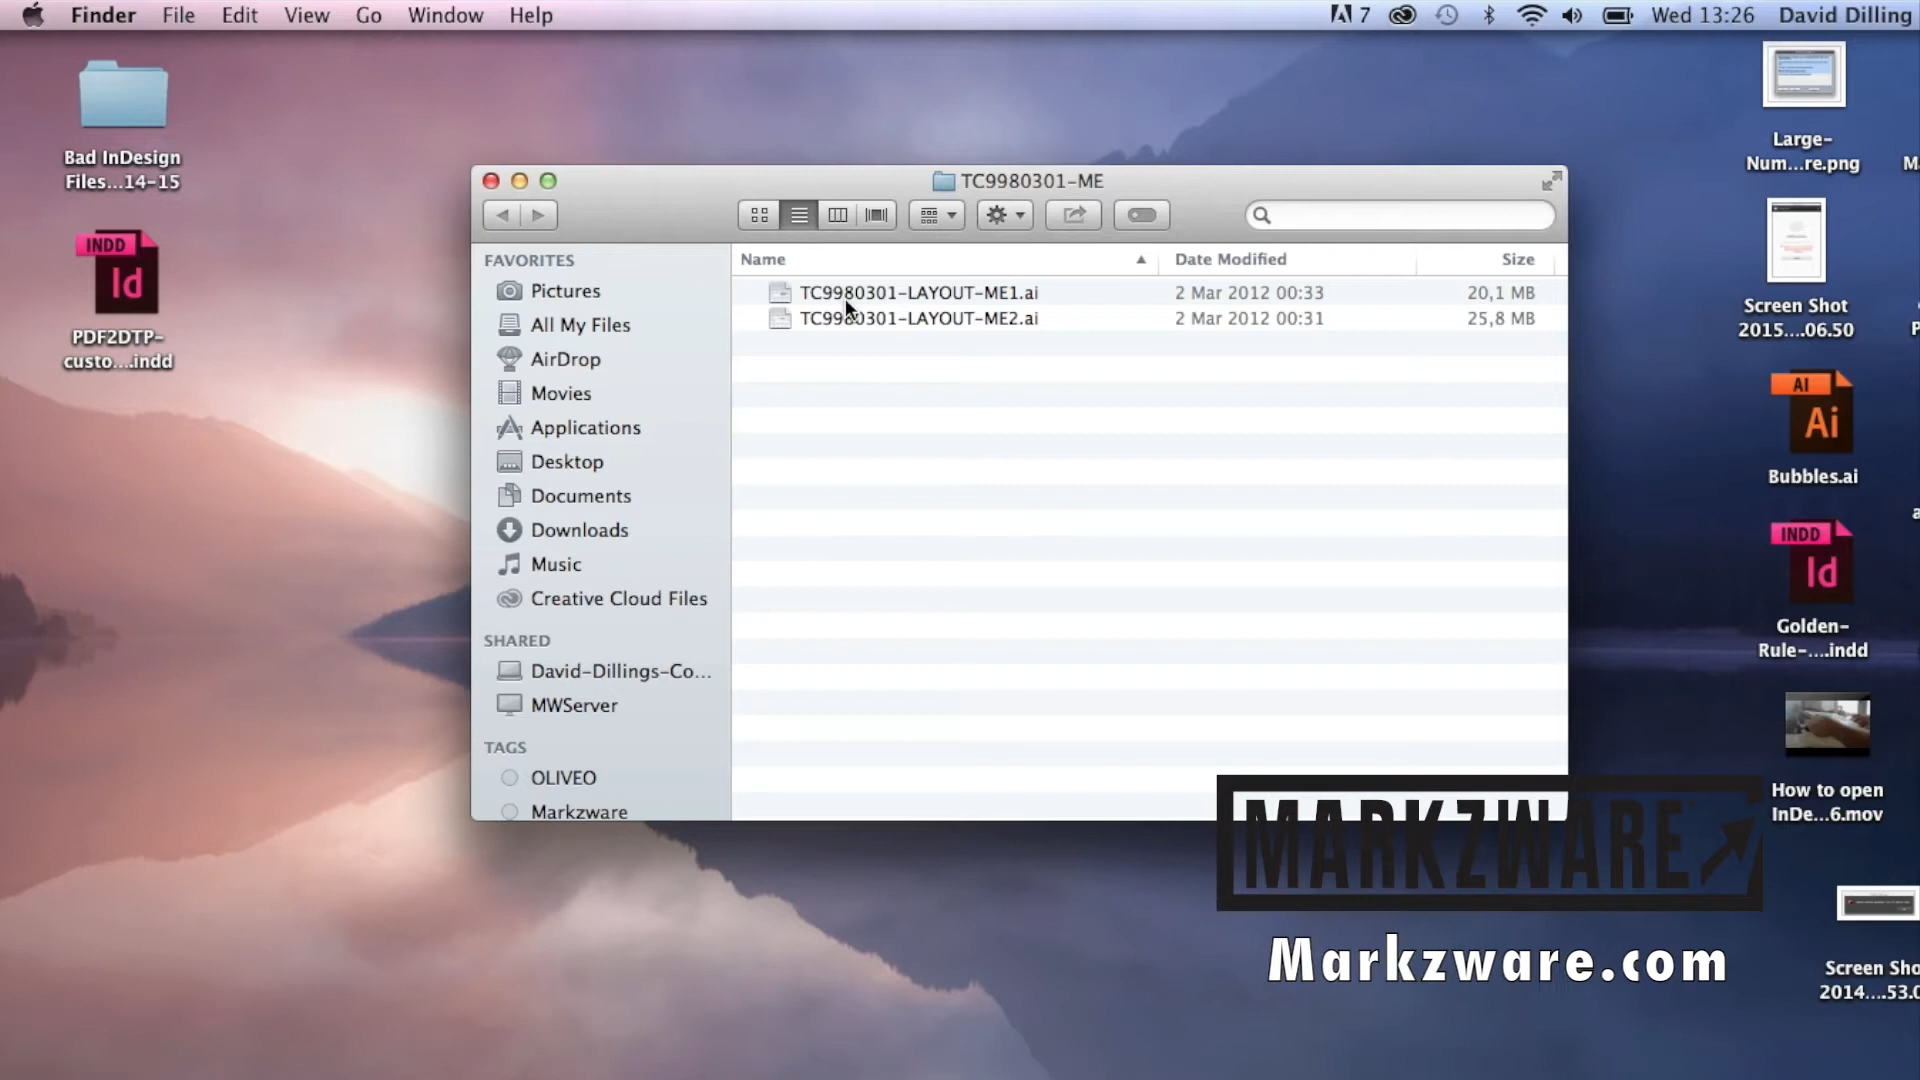 Finder File Edit View Go Window Help
7 Wed 13:26 David Dilling
Bad InDesign
Files...14-15
INDD
Id
PDF2DTP-
custo....indd
TC9980301-ME
FAVORITES
Pictures
All My Files
AirDrop
Movies
Applications
Desktop
Documents
Downloads
Music
Creative Cloud Files
SHARED
David-Dillings-Co...
MWServer
TAGS
OLIVEO
Markzware
Name Date Modified Size
TC9980301-LAYOUT-ME1.ai 2 Mar 2012 00:33 20,1 MB
TC9980301-LAYOUT-ME2.ai 2 Mar 2012 00:31 25,8 MB
Large-
Num...re.png
Screen Shot
2015....06.50
AI
Ai
Bubbles.ai
INDD
Id
Golden-
Rule-....indd
How to open
InDe...6.mov
Screen Sho
2014....53.0
MARKZWARE
Markzware.com